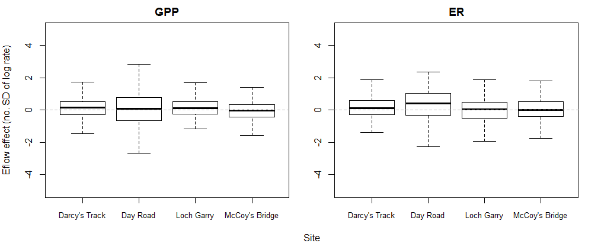 GPP
ER
Eflow effect (no. SD of log rate)
4
2
0
-2
-4
4
2
0
-2
-4
Darcy's Track Day Road Loch Garry McCoy's Bridge
Darcy's Track Day Road Loch Garry McCoy's Bridge
Site